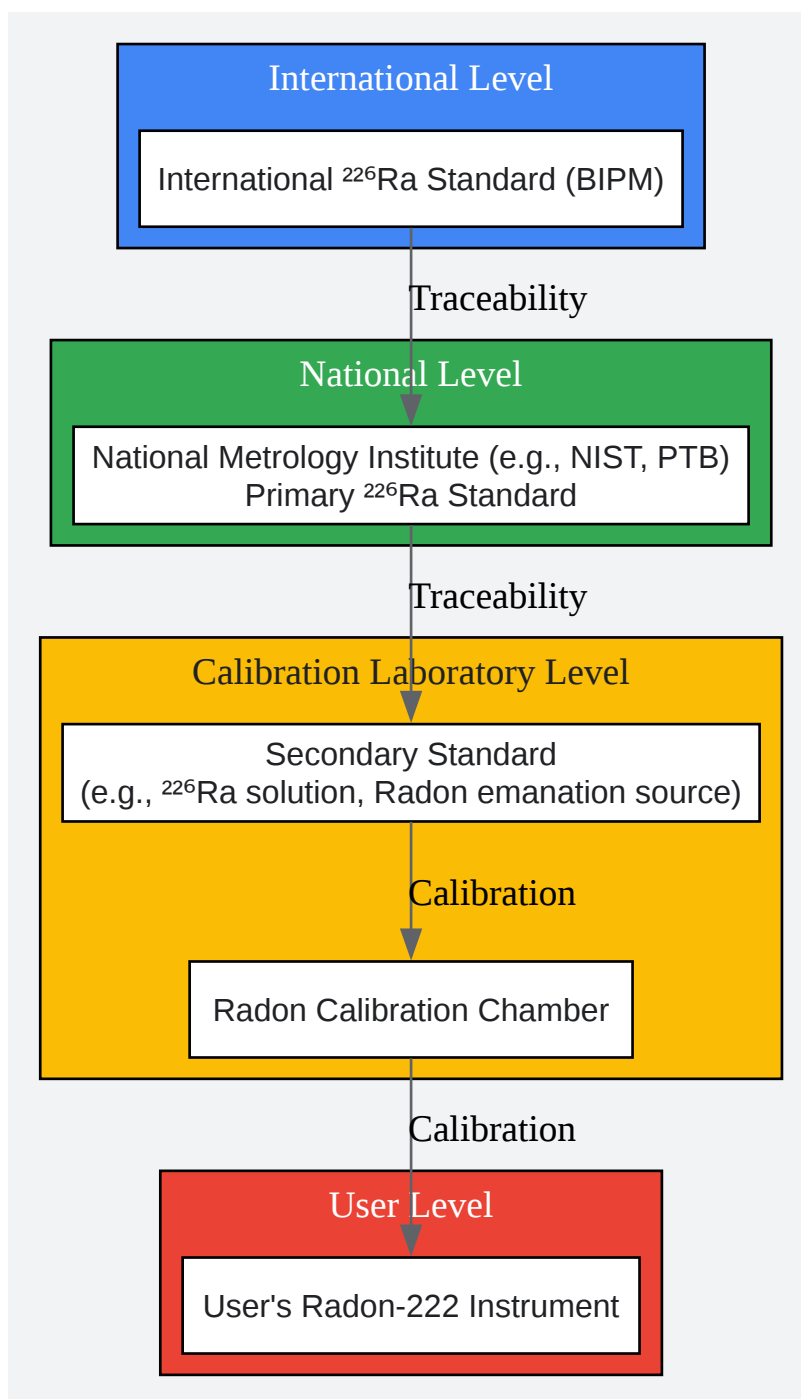 International Level
International ²²⁶Ra Standard (BIPM)
Traceability
National Level
National Metrology Institute (e.g., NIST, PTB)
Primary ²²⁶Ra Standard
Traceability
Calibration Laboratory Level
Secondary Standard
(e.g., ²²⁶Ra solution, Radon emanation source)
Calibration
Radon Calibration Chamber
Calibration
User Level
User's Radon-222 Instrument